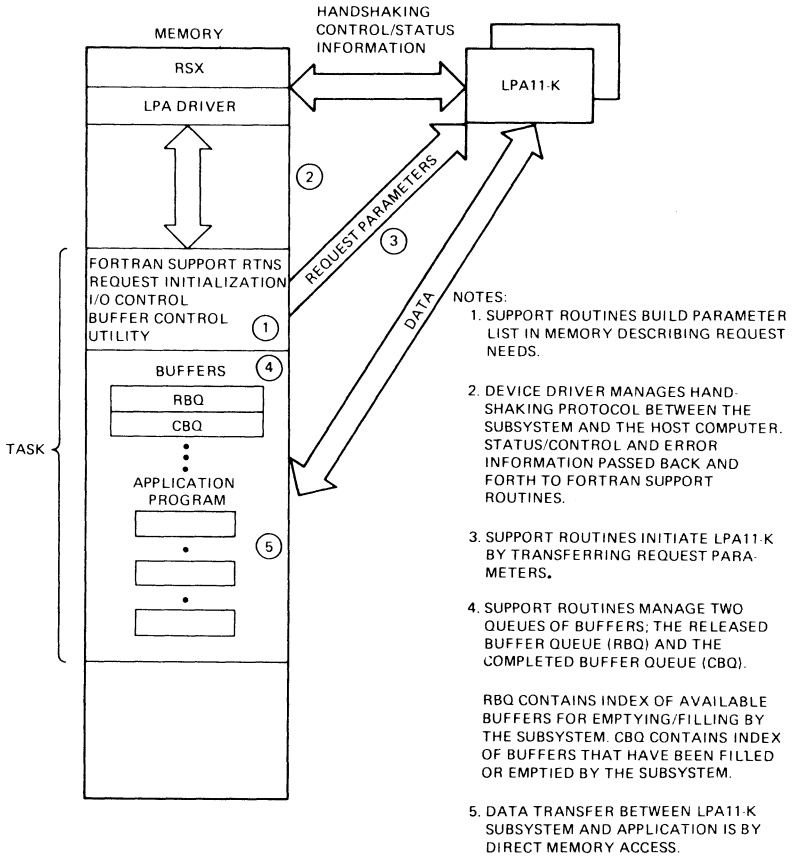 HANDSHAKING
CONTROL/STATUS
INFORMATION
MEMORY
RSX
LPA DRIVER
LPA11-K
2
REQUEST PARAMETERS
3
DATA
FORTRAN SUPPORT RTNS
REQUEST INITIALIZATION
I/O CONTROL
BUFFER CONTROL
UTILITY
1
4
BUFFERS
RBQ
CBQ
TASK
APPLICATION
PROGRAM
5
NOTES:
1. SUPPORT ROUTINES BUILD PARAMETER
LIST IN MEMORY DESCRIBING REQUEST
NEEDS.
2. DEVICE DRIVER MANAGES HAND-
SHAKING PROTOCOL BETWEEN THE
SUBSYSTEM AND THE HOST COMPUTER.
STATUS/CONTROL AND ERROR
INFORMATION PASSED BACK AND
FORTH TO FORTRAN SUPPORT
ROUTINES.
3. SUPPORT ROUTINES INITIATE LPA11-K
BY TRANSFERRING REQUEST PARA-
METERS.
4. SUPPORT ROUTINES MANAGE TWO
QUEUES OF BUFFERS; THE RELEASED
BUFFER QUEUE (RBQ) AND THE
COMPLETED BUFFER QUEUE (CBQ).
RBQ CONTAINS INDEX OF AVAILABLE
BUFFERS FOR EMPTYING/FILLING BY
THE SUBSYSTEM. CBQ CONTAINS INDEX
OF BUFFERS THAT HAVE BEEN FILLED
OR EMPTIED BY THE SUBSYSTEM.
5. DATA TRANSFER BETWEEN LPA11-K
SUBSYSTEM AND APPLICATION IS BY
DIRECT MEMORY ACCESS.